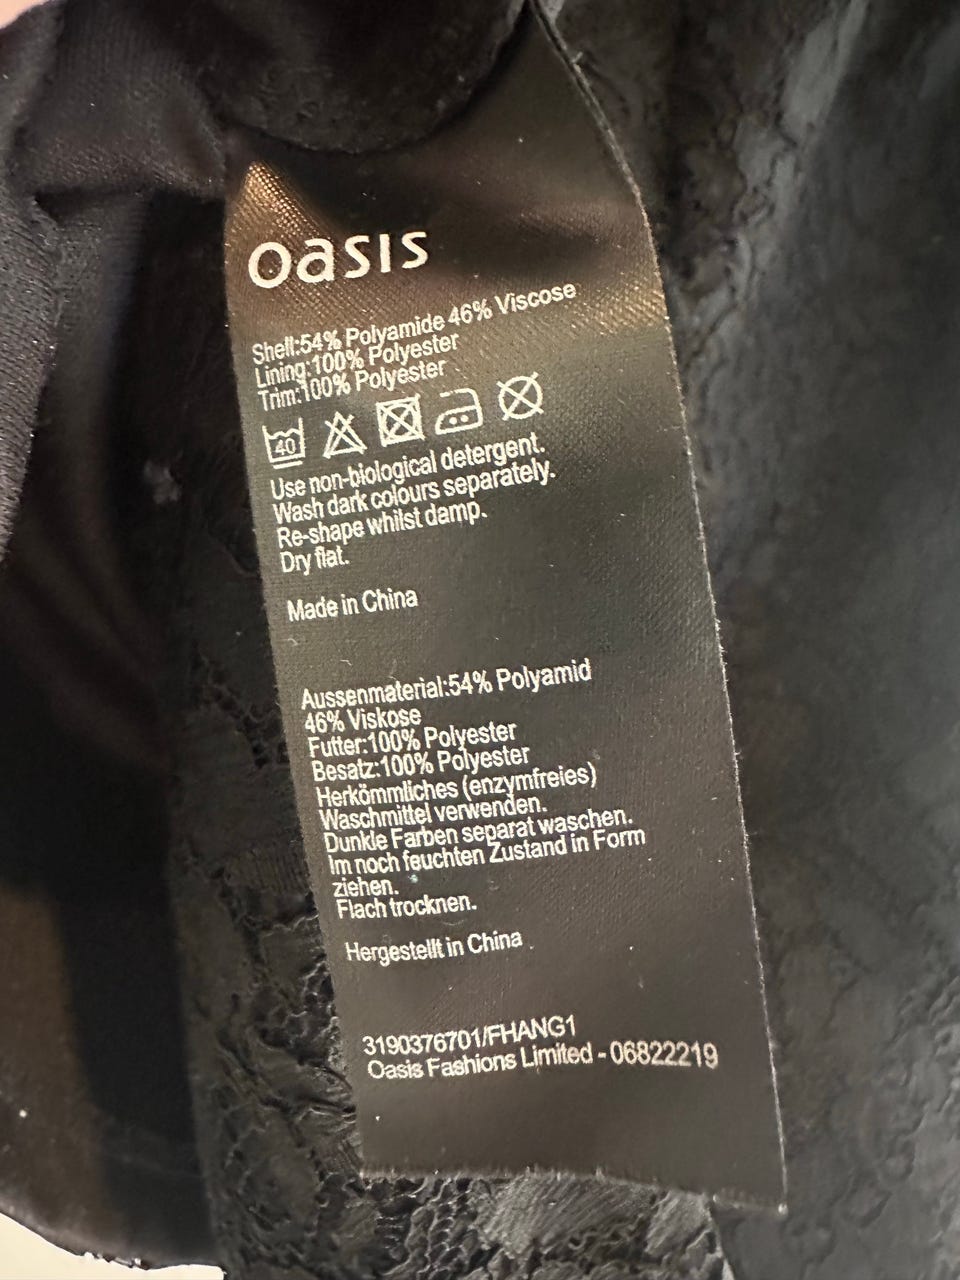 oasis
Shell:54% Polyamide 46% Viscose
Lining:100% Polyester
Trim:100% Polyester
40
Use non-biological detergent.
Wash dark colours separately.
Re-shape whilst damp.
Dry flat.
Made in China
Aussenmaterial:54% Polyamid
46% Viskose
Futter:100% Polyester
Besatz:100% Polyester
Herkömmliches (enzymfreies)
Waschmittel verwenden.
Dunkle Farben separat waschen.
Im noch feuchten Zustand in Form
ziehen.
Flach trocknen.
Hergestellt in China
3190376701/FHANG1
Oasis Fashions Limited - 06822219